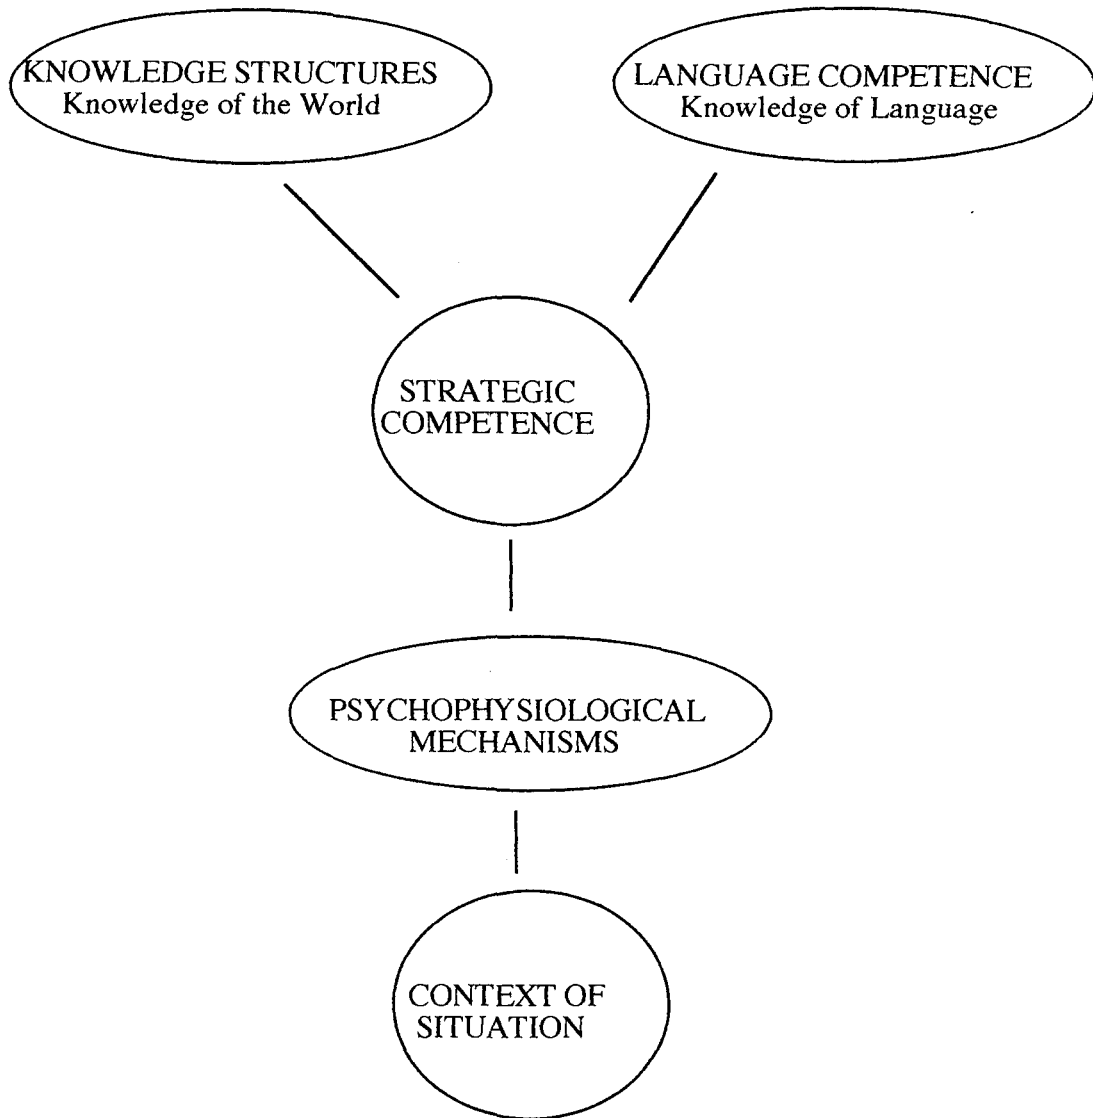 KNOWLEDGE STRUCTURES
Knowledge of the World
LANGUAGE COMPETENCE
Knowledge of Language
STRATEGIC
COMPETENCE
PSYCHOPHYSIOLOGICAL
MECHANISMS
CONTEXT OF
SITUATION